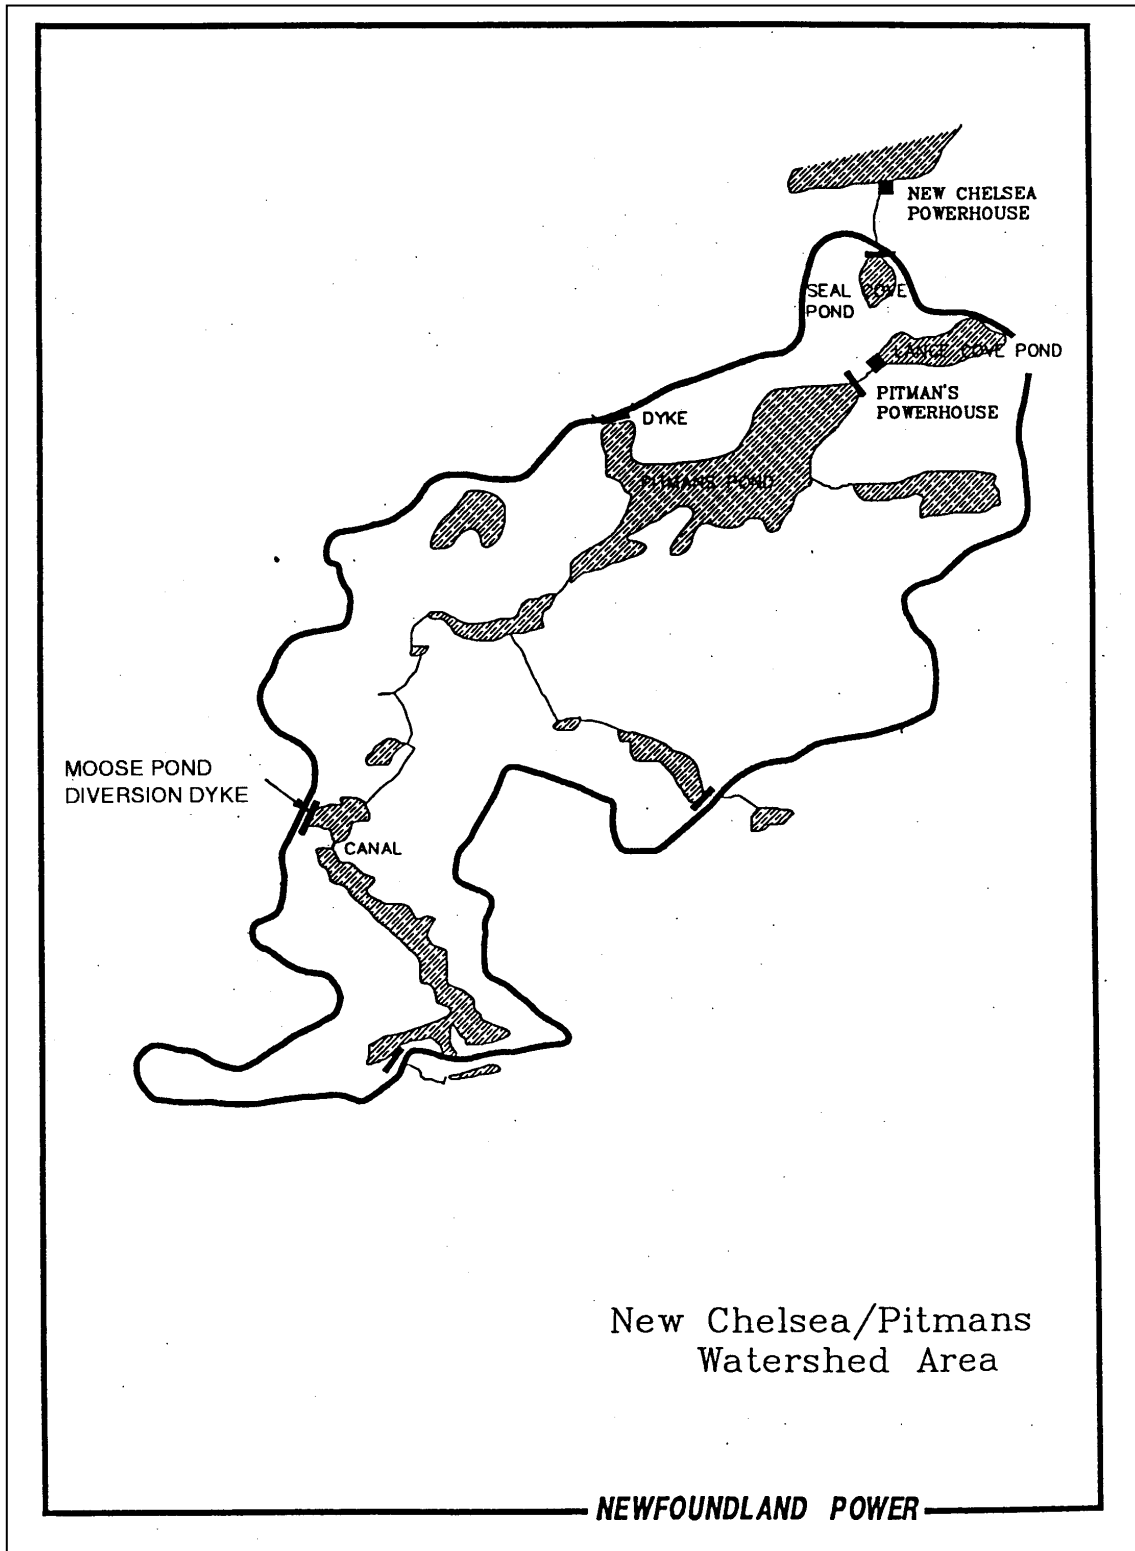 NEW CHELSEA
POWERHOUSE
SEAL COVE
POND
LANCE COVE POND
PITMAN'S
POWERHOUSE
DYKE
PITMANS POND
MOOSE POND
DIVERSION DYKE
CANAL
New Chelsea/Pitmans
Watershed Area
NEWFOUNDLAND POWER